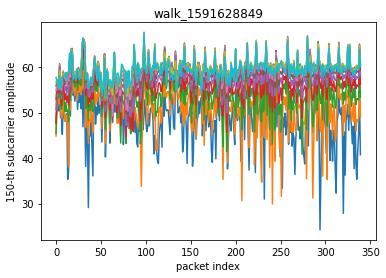 walk_1591628849
150-th subcarrier amplitude
60
50
40
30
0 50 100 150 200 250 300 350
packet index